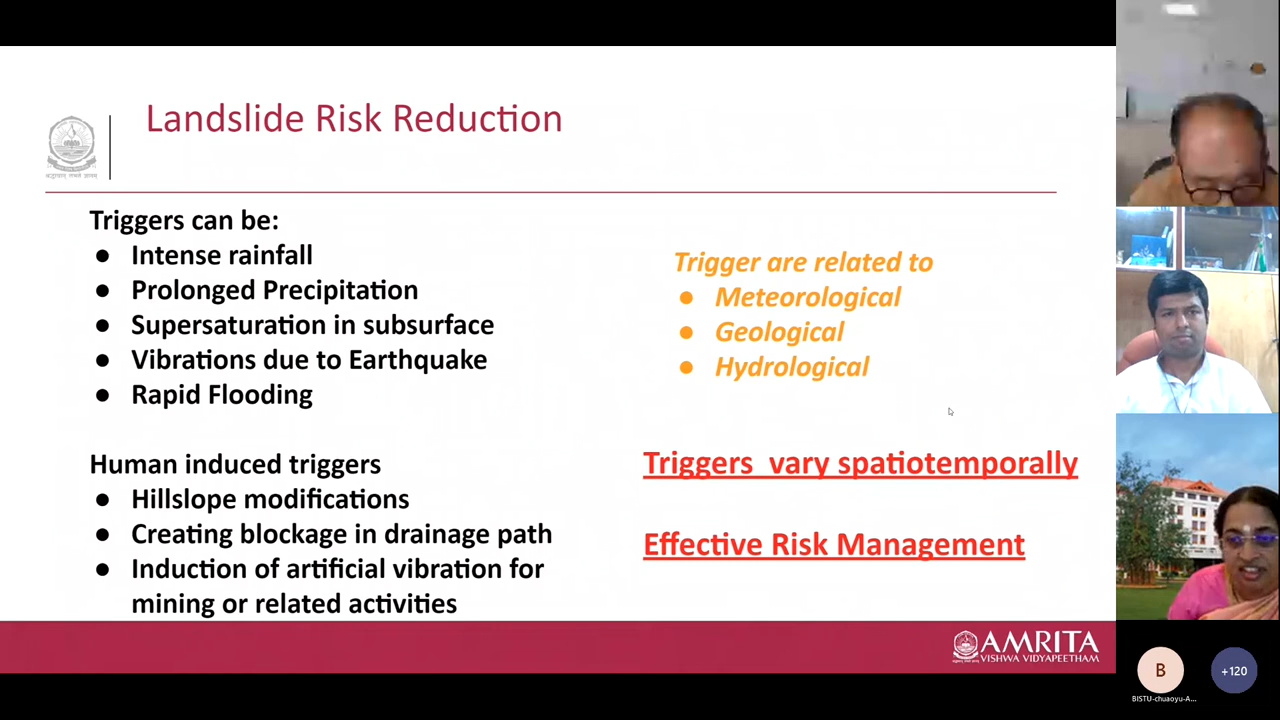 Landslide Risk Reduction
Triggers can be:
● Intense rainfall
● Prolonged Precipitation
● Supersaturation in subsurface
● Vibrations due to Earthquake
● Rapid Flooding
Human induced triggers
● Hillslope modifications
● Creating blockage in drainage path
● Induction of artificial vibration for
mining or related activities
Trigger are related to
● Meteorological
● Geological
● Hydrological
Triggers vary spatiotemporally
Effective Risk Management
AMRITA
VISHWA VIDYAPEETHAM
B
+120
BISTU-chuaoyu-A...